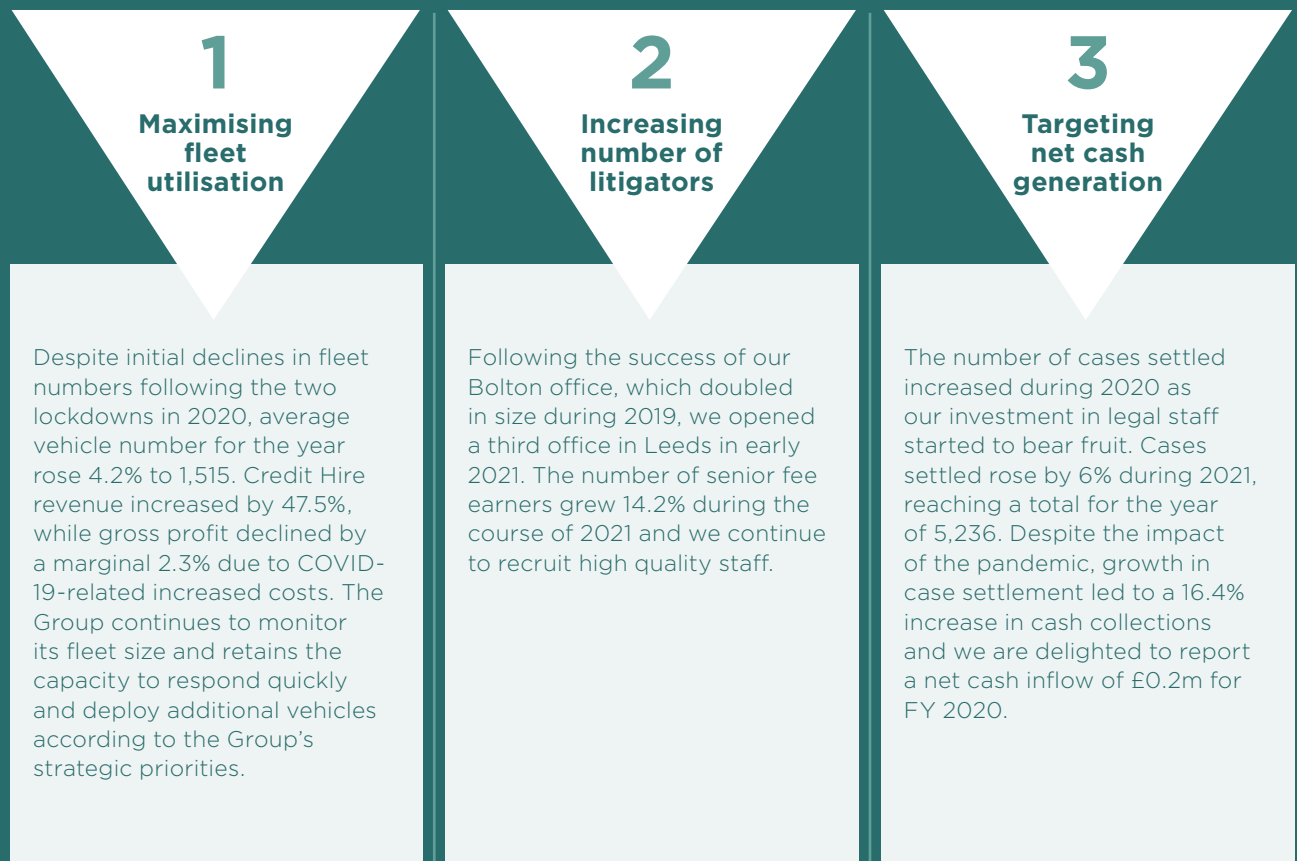 1
Maximising
fleet
utilisation
Despite initial declines in fleet
numbers following the two
lockdowns in 2020, average
vehicle number for the year
rose 4.2% to 1,515. Credit Hire
revenue increased by 47.5%,
while gross profit declined by
a marginal 2.3% due to COVID-
19-related increased costs. The
Group continues to monitor
its fleet size and retains the
capacity to respond quickly
and deploy additional vehicles
according to the Group’s
strategic priorities.
2
Increasing
number of
litigators
Following the success of our
Bolton office, which doubled
in size during 2019, we opened
a third office in Leeds in early
2021. The number of senior fee
earners grew 14.2% during the
course of 2021 and we continue
to recruit high quality staff.
3
Targeting
net cash
generation
The number of cases settled
increased during 2020 as
our investment in legal staff
started to bear fruit. Cases
settled rose by 6% during 2021,
reaching a total for the year
of 5,236. Despite the impact
of the pandemic, growth in
case settlement led to a 16.4%
increase in cash collections
and we are delighted to report
a net cash inflow of £0.2m for
FY 2020.